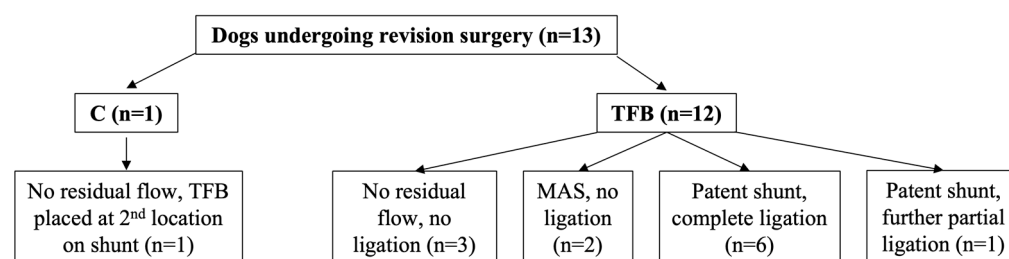 Dogs undergoing revision surgery (n=13)
C (n=1)
TFB (n=12)
No residual flow, TFB
placed at 2nd location
on shunt (n=1)
No residual
flow, no
ligation (n=3)
MAS, no
ligation
(n=2)
Patent shunt,
complete ligation
(n=6)
Patent shunt,
further partial
ligation (n=1)